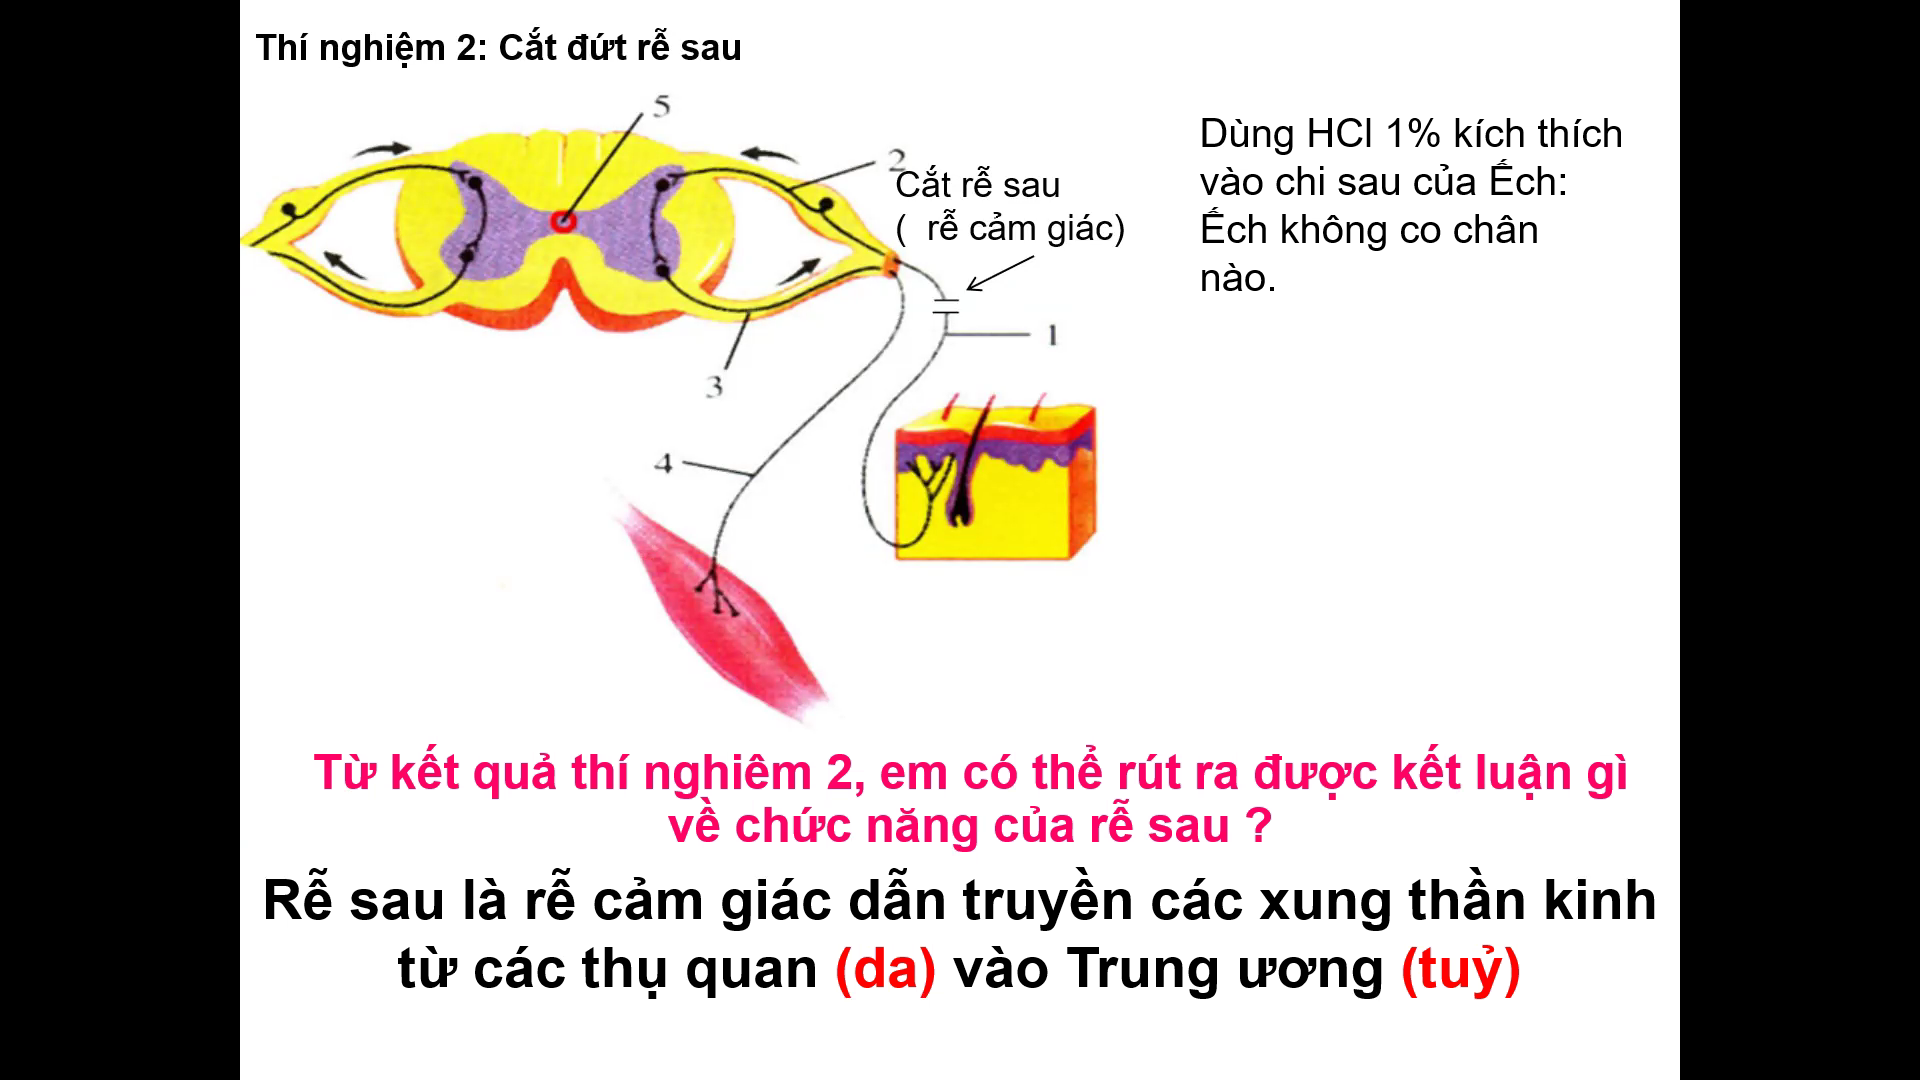 Thí nghiệm 2: Cắt đứt rễ sau
5
2
Cắt rễ sau
( rễ cảm giác)
Dùng HCl 1% kích thích
vào chi sau của Ếch:
Ếch không co chân
nào.
1
3
4
Từ kết quả thí nghiêm 2, em có thể rút ra được kết luận gì
về chức năng của rễ sau ?
Rễ sau là rễ cảm giác dẫn truyền các xung thần kinh
từ các thụ quan (da) vào Trung ương (tuỷ)